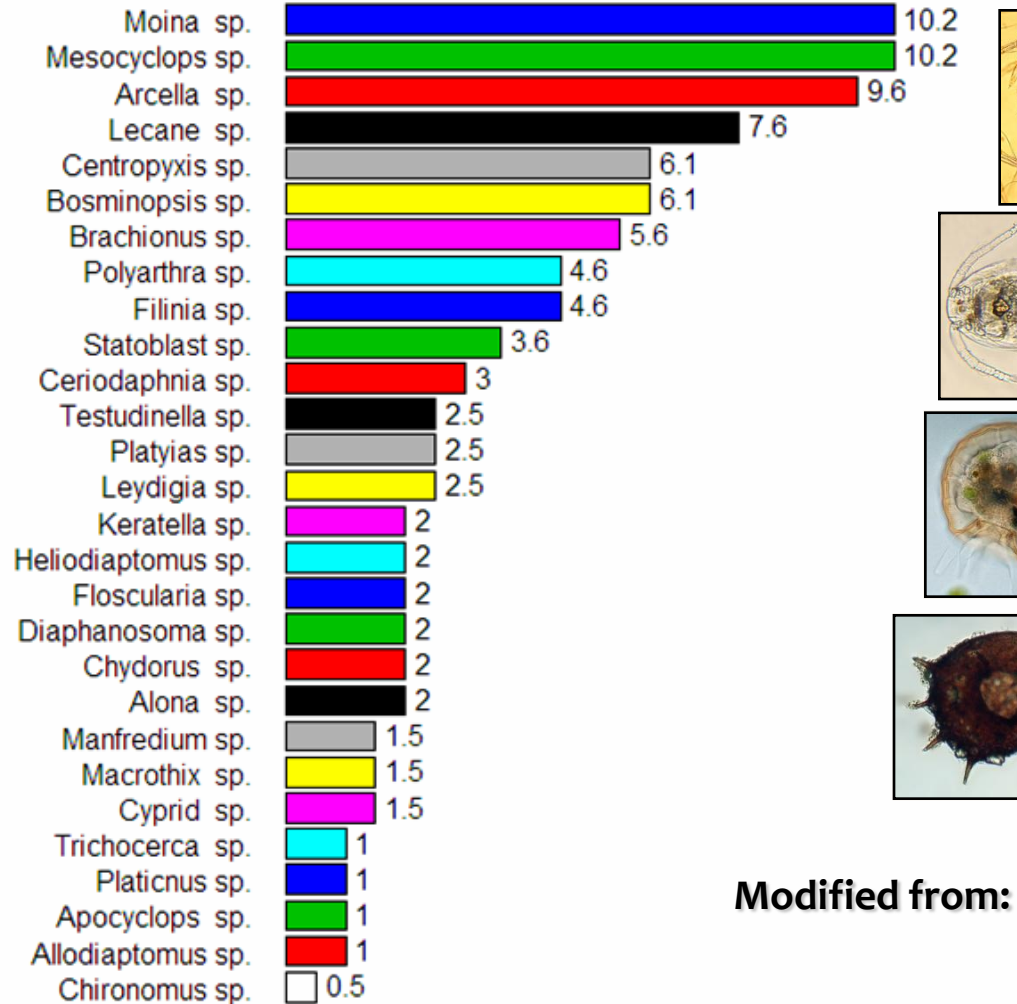 Moina sp. 10.2
Mesocyclops sp. 10.2
Arcella sp. 9.6
Lecane sp. 7.6
Centropyxis sp. 6.1
Bosminopsis sp. 6.1
Brachionus sp. 5.6
Polyarthra sp. 4.6
Filinia sp. 4.6
Statoblast sp. 3.6
Ceriodaphnia sp. 3
Testudinella sp. 2.5
Platyias sp. 2.5
Leydigia sp. 2.5
Keratella sp. 2
Heliodiaptomus sp. 2
Floscularia sp. 2
Diaphanosoma sp. 2
Chydorus sp. 2
Alona sp. 2
Manfredium sp. 1.5
Macrothix sp. 1.5
Cyprid sp. 1.5
Trichocerca sp. 1
Platicnus sp. 1
Apocyclops sp. 1
Allodiaptomus sp. 1
Chironomus sp. 0.5
Modified from: